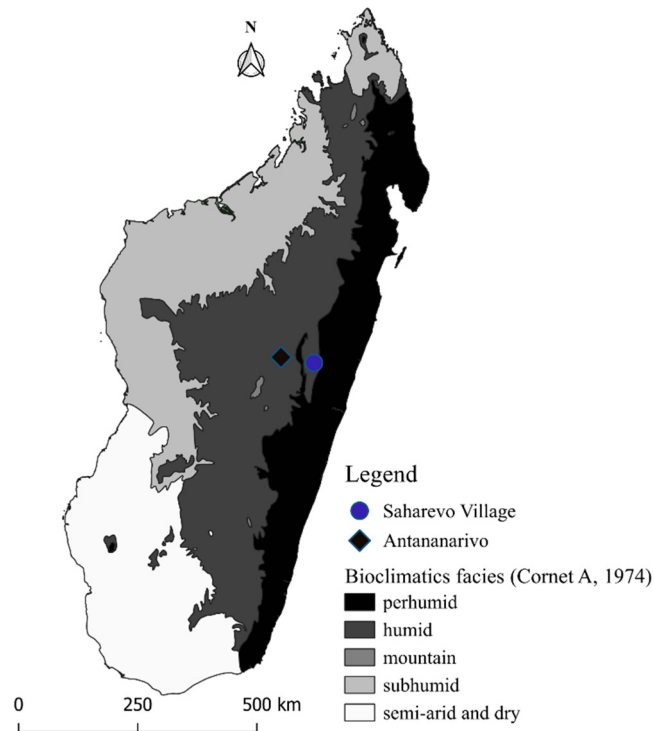 N
Legend
Saharevo Village
Antananarivo
Bioclimatics facies (Cornet A, 1974)
perhumid
humid
mountain
subhumid
semi-arid and dry
0 250 500 km